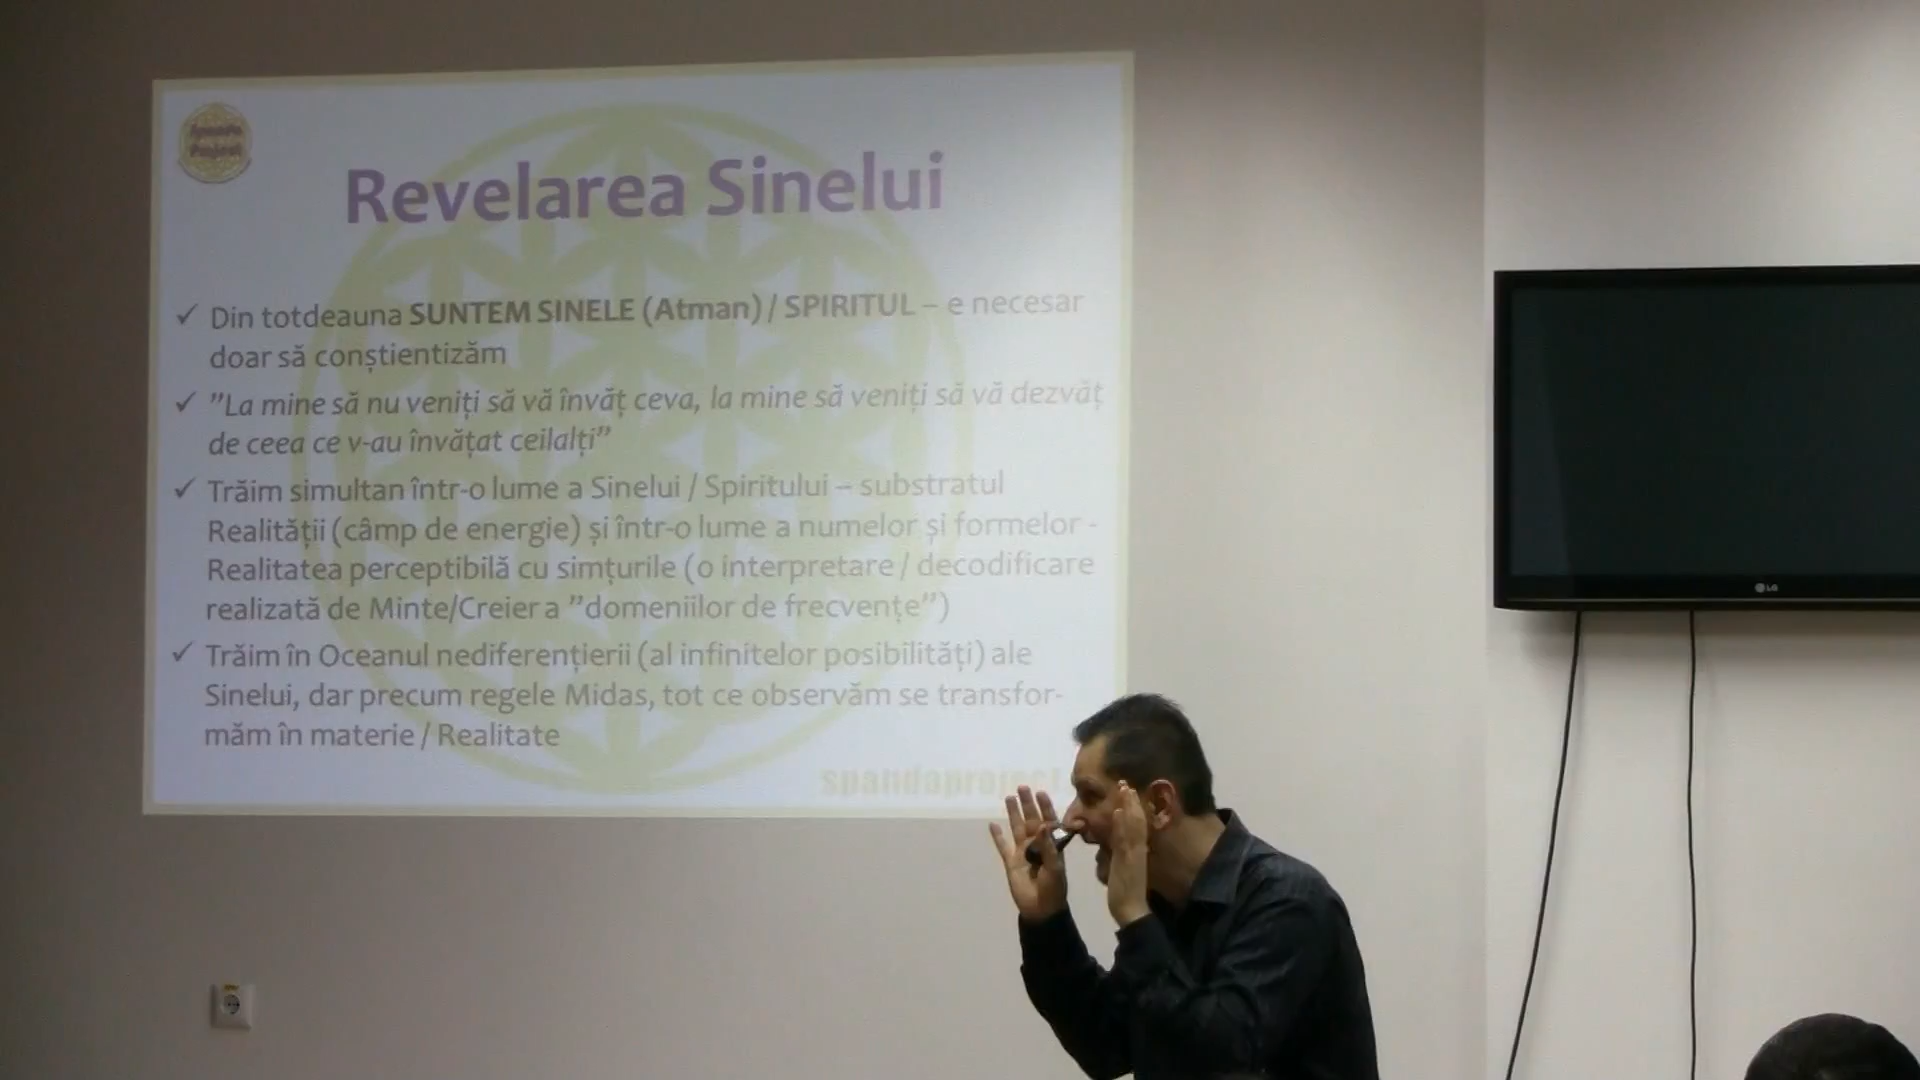 Spanda
Project
Revelarea Sinelui
✓ Din totdeauna SUNTEM SINELE (Atman) / SPIRITUL – e necesar
doar să conștientizăm
✓ ”La mine să nu veniți să vă învăț ceva, la mine să veniți să vă dezvăț
de ceea ce v-au învățat ceilalți”
✓ Trăim simultan într-o lume a Sinelui / Spiritului – substratul
Realității (câmp de energie) și într-o lume a numelor și formelor -
Realitatea perceptibilă cu simțurile (o interpretare / decodificare
realizată de Minte/Creier a ”domeniilor de frecvențe”)
✓ Trăim în Oceanul nediferențierii (al infinitelor posibilități) ale
Sinelui, dar precum regele Midas, tot ce observăm se transfor-
măm în materie / Realitate
spandaproject
LG